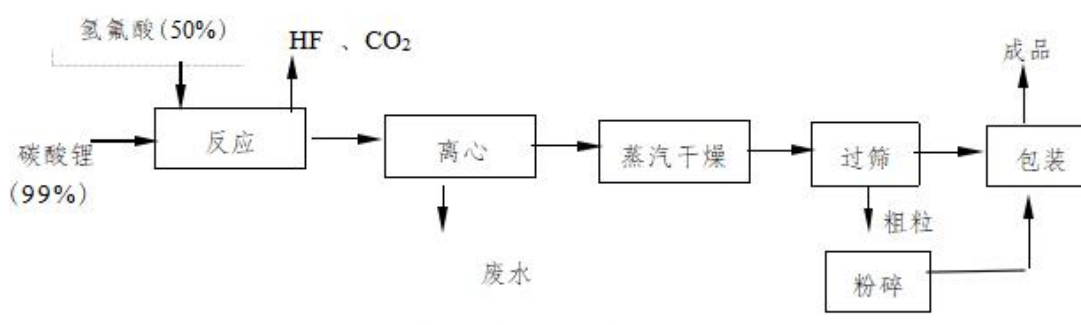 氢氟酸(50%)
HF 、CO₂
成品
碳酸锂
(99%)
反应
离心
蒸汽干燥
过筛
包装
粗粒
废水
粉碎